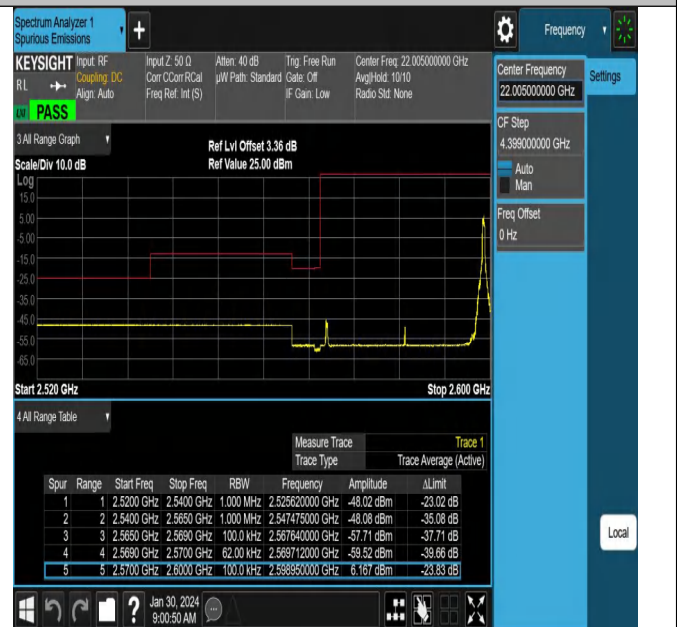 Spectrum Analyzer 1
Spurious Emissions
+
Frequency
KEYSIGHT Input: RF Input Z: 50 Ω Atten: 40 dB Trig: Free Run Center Freq: 22.005000000 GHz
RL Coupling: DC Corr CCorr RCal µW Path: Standard Gate: Off Avg|Hold: 10/10
Align: Auto Freq Ref: Int (S) IF Gain: Low Radio Std: None
PASS
Center Frequency
22.005000000 GHz
Settings
CF Step
4.399000000 GHz
Auto
Man
Freq Offset
0 Hz
3 All Range Graph
Ref Lvl Offset 3.36 dB
Scale/Div 10.0 dB Ref Value 25.00 dBm
Log
15.0
5.00
-5.00
-15.0
-25.0
-35.0
-45.0
-55.0
-65.0
Start 2.520 GHz Stop 2.600 GHz
4 All Range Table
Measure Trace Trace 1
Trace Type Trace Average (Active)
Spur Range Start Freq Stop Freq RBW Frequency Amplitude ΔLimit
1 1 2.5200 GHz 2.5400 GHz 1.000 MHz 2.525620000 GHz -48.02 dBm -23.02 dB
2 2 2.5400 GHz 2.5650 GHz 1.000 MHz 2.547475000 GHz -48.08 dBm -35.08 dB
3 3 2.5650 GHz 2.5690 GHz 100.0 kHz 2.567640000 GHz -57.71 dBm -37.71 dB
4 4 2.5690 GHz 2.5700 GHz 62.00 kHz 2.569712000 GHz -59.52 dBm -39.66 dB
5 5 2.5700 GHz 2.6000 GHz 100.0 kHz 2.598950000 GHz 6.167 dBm -23.83 dB
Local
?
Jan 30, 2024
9:00:50 AM